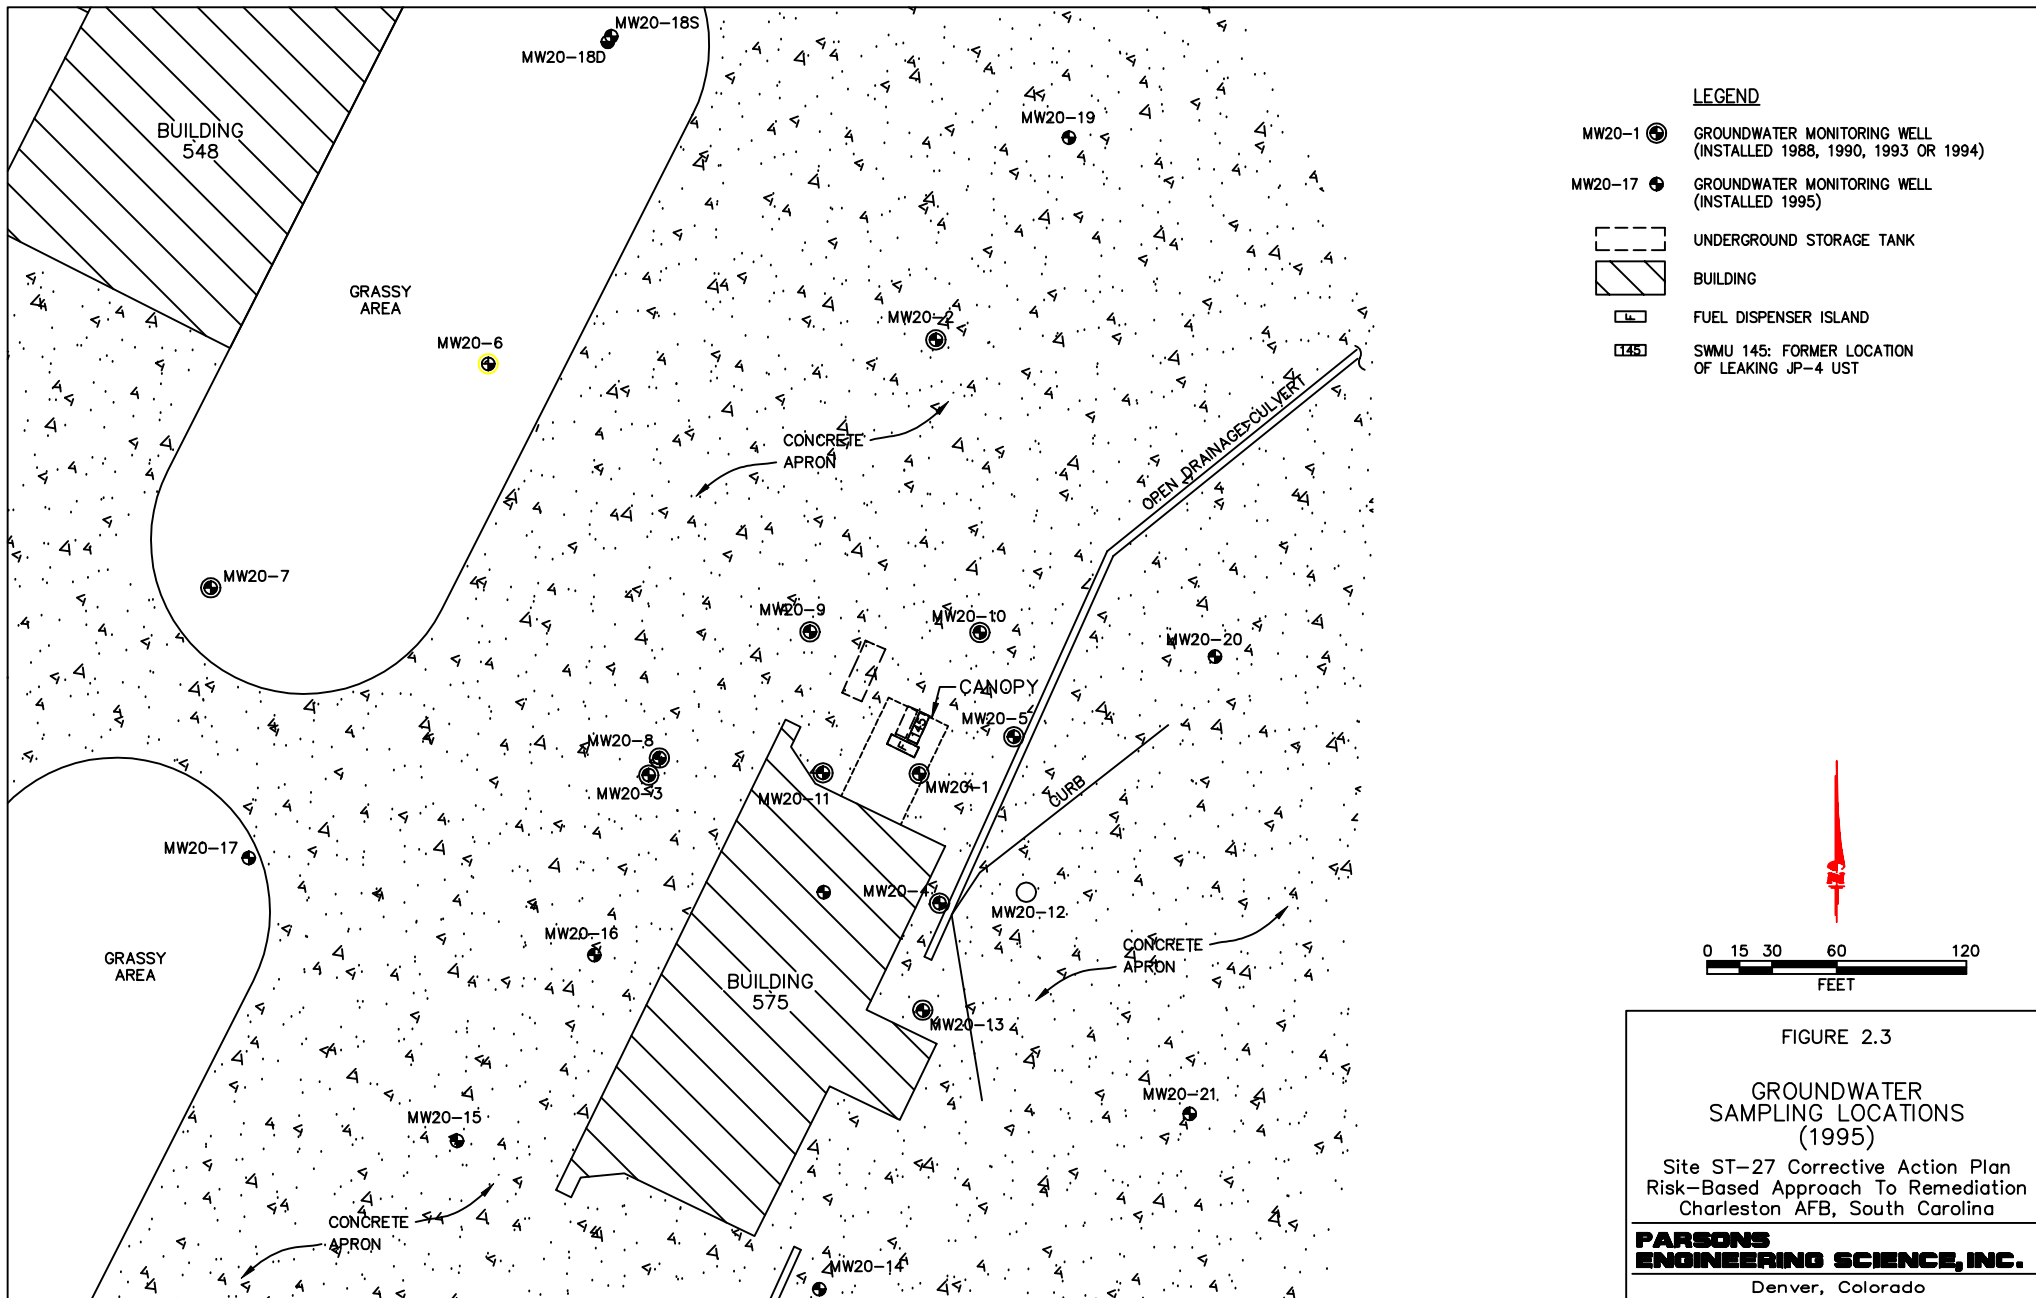 MW20-18S
MW20-18D
BUILDING
548
MW20-19
GRASSY
AREA
MW20-6
MW20-2
CONCRETE
APRON
OPEN DRAINAGE CULVERT
MW20-7
MW20-9
MW20-10
MW20-20
CANOPY
MW20-5
145
F
MW20-8
MW20-3
MW20-11
MW20-1
CURB
MW20-17
MW20-4
MW20-12
MW20-16
CONCRETE
APRON
GRASSY
AREA
BUILDING
575
MW20-13
MW20-21
MW20-15
CONCRETE
APRON
MW20-14
LEGEND
MW20-1 GROUNDWATER MONITORING WELL
(INSTALLED 1988, 1990, 1993 OR 1994)
MW20-17 GROUNDWATER MONITORING WELL
(INSTALLED 1995)
UNDERGROUND STORAGE TANK
BUILDING
F FUEL DISPENSER ISLAND
145 SWMU 145: FORMER LOCATION
OF LEAKING JP-4 UST
N
0 15 30 60 120
FEET
FIGURE 2.3
GROUNDWATER
SAMPLING LOCATIONS
(1995)
Site ST-27 Corrective Action Plan
Risk-Based Approach To Remediation
Charleston AFB, South Carolina
PARSONS
ENGINEERING SCIENCE, INC.
Denver, Colorado